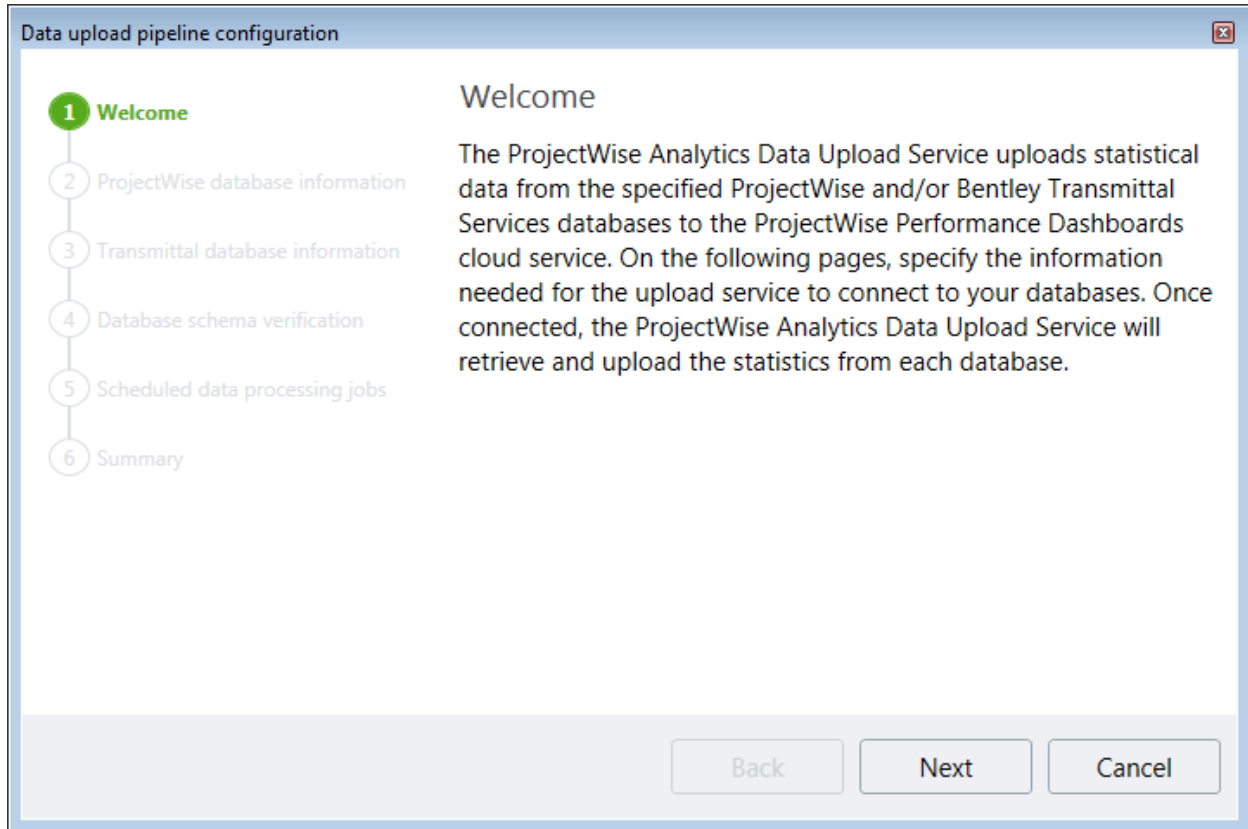 Data upload pipeline configuration
1 Welcome
2 ProjectWise database information
3 Transmittal database information
4 Database schema verification
5 Scheduled data processing jobs
6 Summary
Welcome
The ProjectWise Analytics Data Upload Service uploads statistical
data from the specified ProjectWise and/or Bentley Transmittal
Services databases to the ProjectWise Performance Dashboards
cloud service. On the following pages, specify the information
needed for the upload service to connect to your databases. Once
connected, the ProjectWise Analytics Data Upload Service will
retrieve and upload the statistics from each database.
Back
Next
Cancel